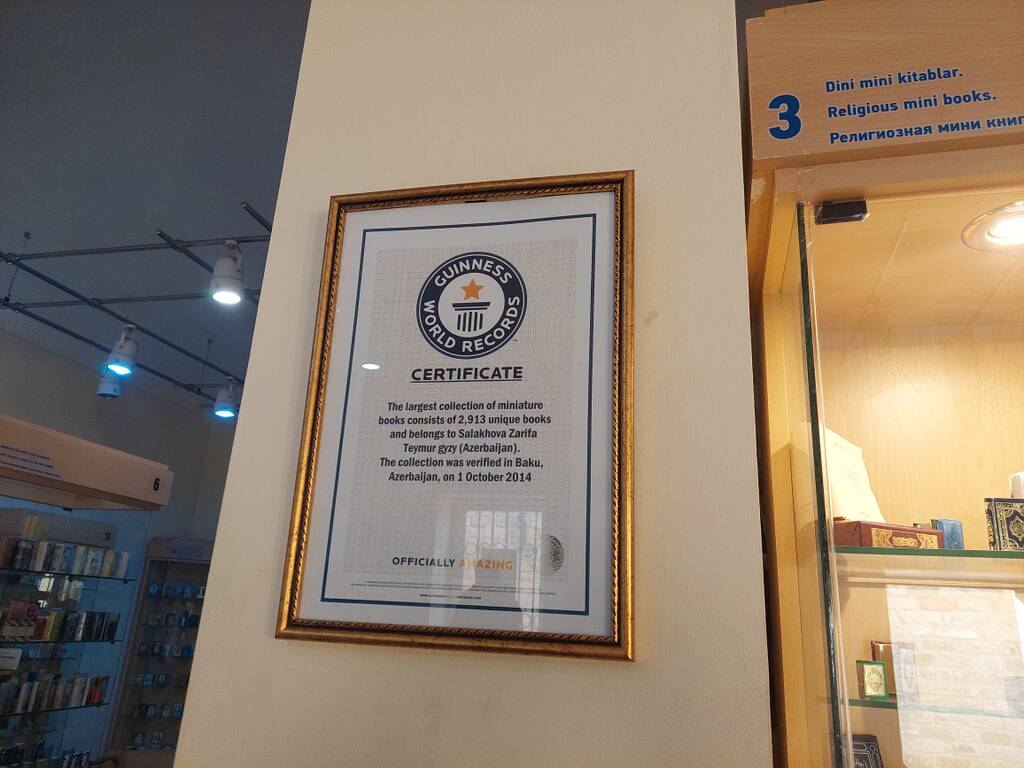 GUINNESS
WORLD RECORDS
CERTIFICATE
The largest collection of miniature
books consists of 2,913 unique books
and belongs to Salakhova Zarifa
Teymur gyzy (Azerbaijan).
The collection was verified in Baku,
Azerbaijan, on 1 October 2014
OFFICIALLY AMAZING
3
Dini mini kitablar.
Religious mini books.
Религиозная мини
6